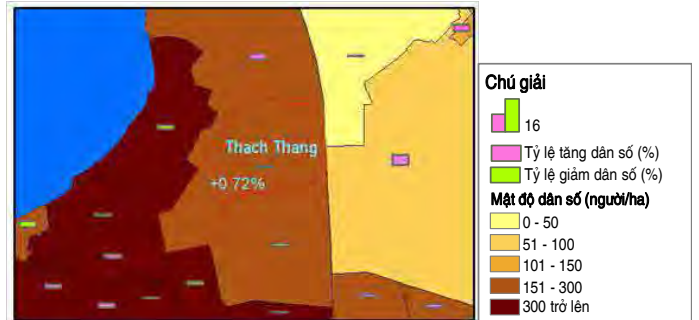 Thach Thang
+0 72%
Chú giải
16
Tỷ lệ tăng dân số (%)
Tỷ lệ giảm dân số (%)
Mật độ dân số (người/ha)
0 - 50
51 - 100
101 - 150
151 - 300
300 trở lên